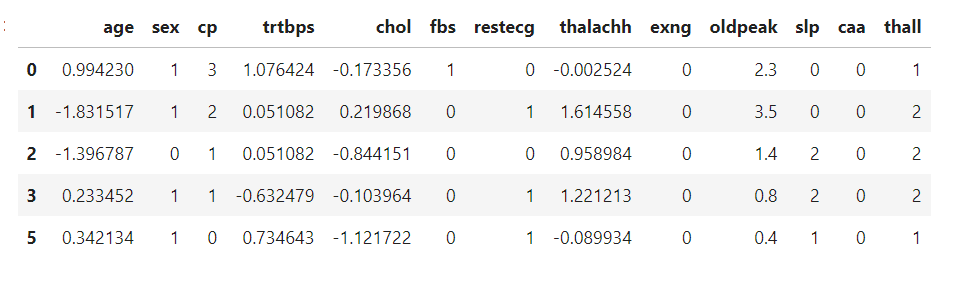 age sex cp trtbps chol fbs restecg thalachh exng oldpeak slp caa thall
0 0.994230 1 3 1.076424 -0.173356 1 0 -0.002524 0 2.3 0 0 1
1 -1.831517 1 2 0.051082 0.219868 0 1 1.614558 0 3.5 0 0 2
2 -1.396787 0 1 0.051082 -0.844151 0 0 0.958984 0 1.4 2 0 2
3 0.233452 1 1 -0.632479 -0.103964 0 1 1.221213 0 0.8 2 0 2
5 0.342134 1 0 0.734643 -1.121722 0 1 -0.089934 0 0.4 1 0 1